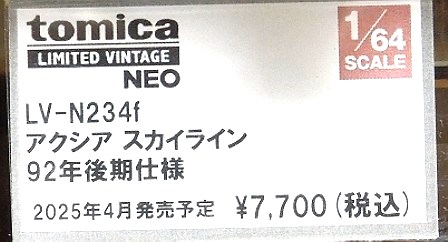 tomica
LIMITED VINTAGE
NEO
1/64
SCALE
LV-N234f
アクシア スカイライン
92年後期仕様
2025年4月発売予定 ¥7,700(税込)